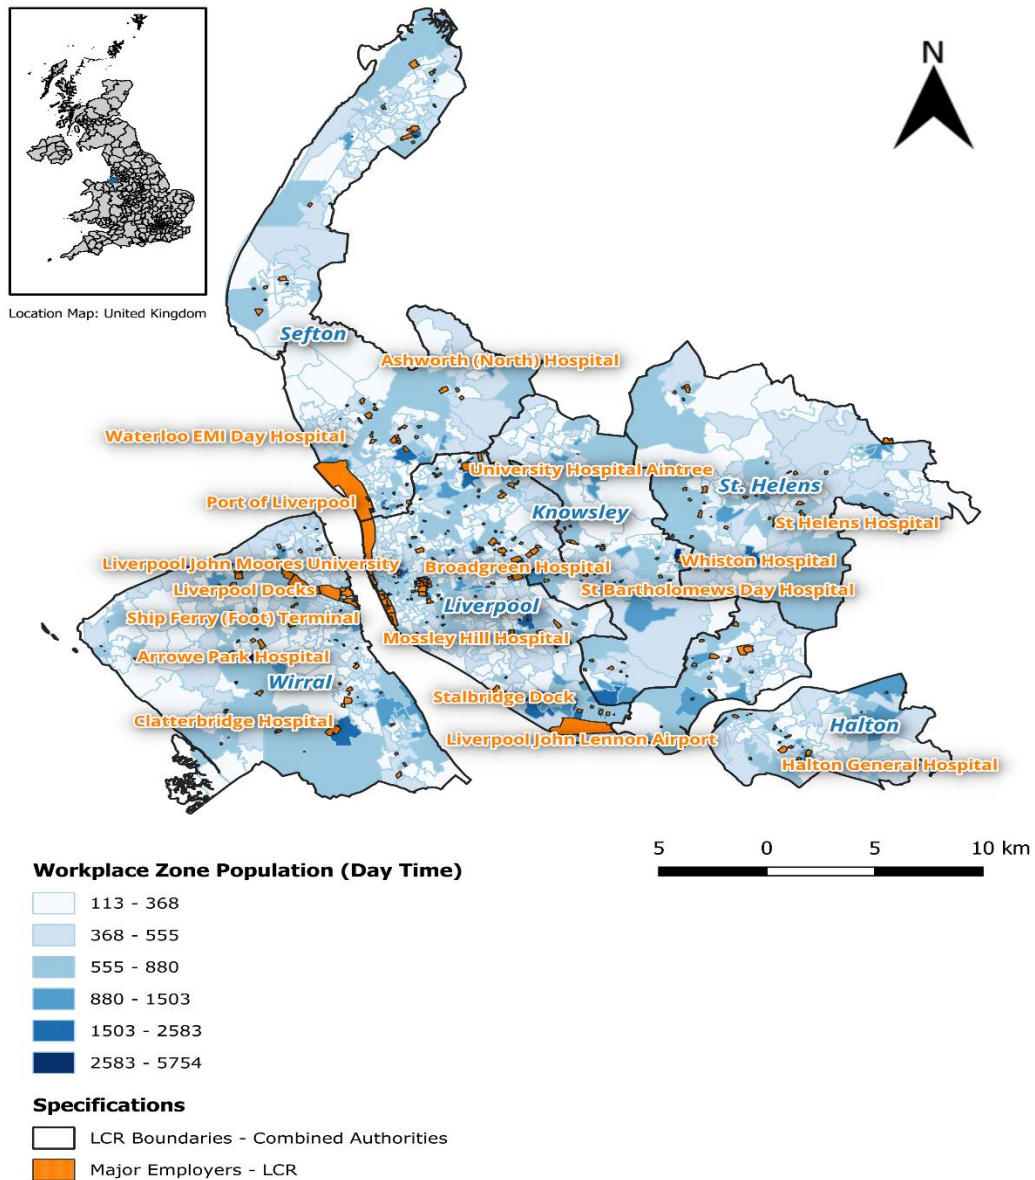 N
Location Map: United Kingdom
Sefton
Ashworth (North) Hospital
Waterloo EMI Day Hospital
University Hospital Aintree
St. Helens
Port of Liverpool
Knowsley
St Helens Hospital
Liverpool John Moores University
Broadgreen Hospital
Whiston Hospital
Liverpool Docks
St Bartholomews Day Hospital
Liverpool
Ship Ferry (Foot) Terminal
Mossley Hill Hospital
Arrowe Park Hospital
Wirral
Stalbridge Dock
Clatterbridge Hospital
Halton
Liverpool John Lennon Airport
Halton General Hospital
5 0 5 10 km
Workplace Zone Population (Day Time)
113 - 368
368 - 555
555 - 880
880 - 1503
1503 - 2583
2583 - 5754
Specifications
LCR Boundaries - Combined Authorities
Major Employers - LCR